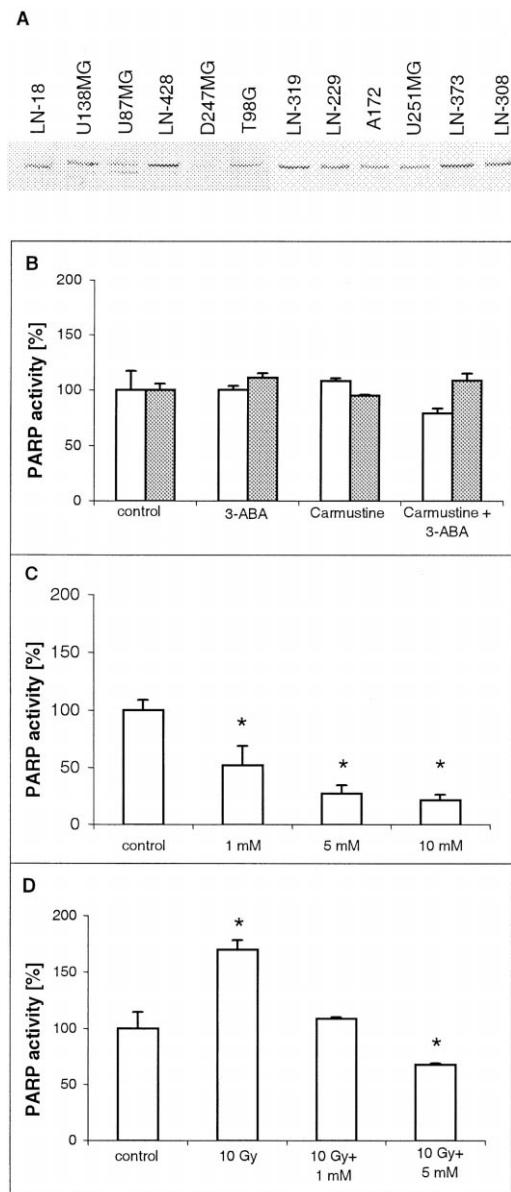 A
LN-18 U138MG U87MG LN-428 D247MG T98G LN-319 LN-229 A172 U251MG LN-373 LN-308
B
PARP activity [%]
200
150
100
50
0
control 3-ABA Carmustine Carmustine +
3-ABA
C
PARP activity [%]
200
150
100
50
0
* * *
control 1 mM 5 mM 10 mM
D
PARP activity [%]
200
150
100
50
0
* *
control 10 Gy 10 Gy+ 10 Gy+
1 mM 5 mM